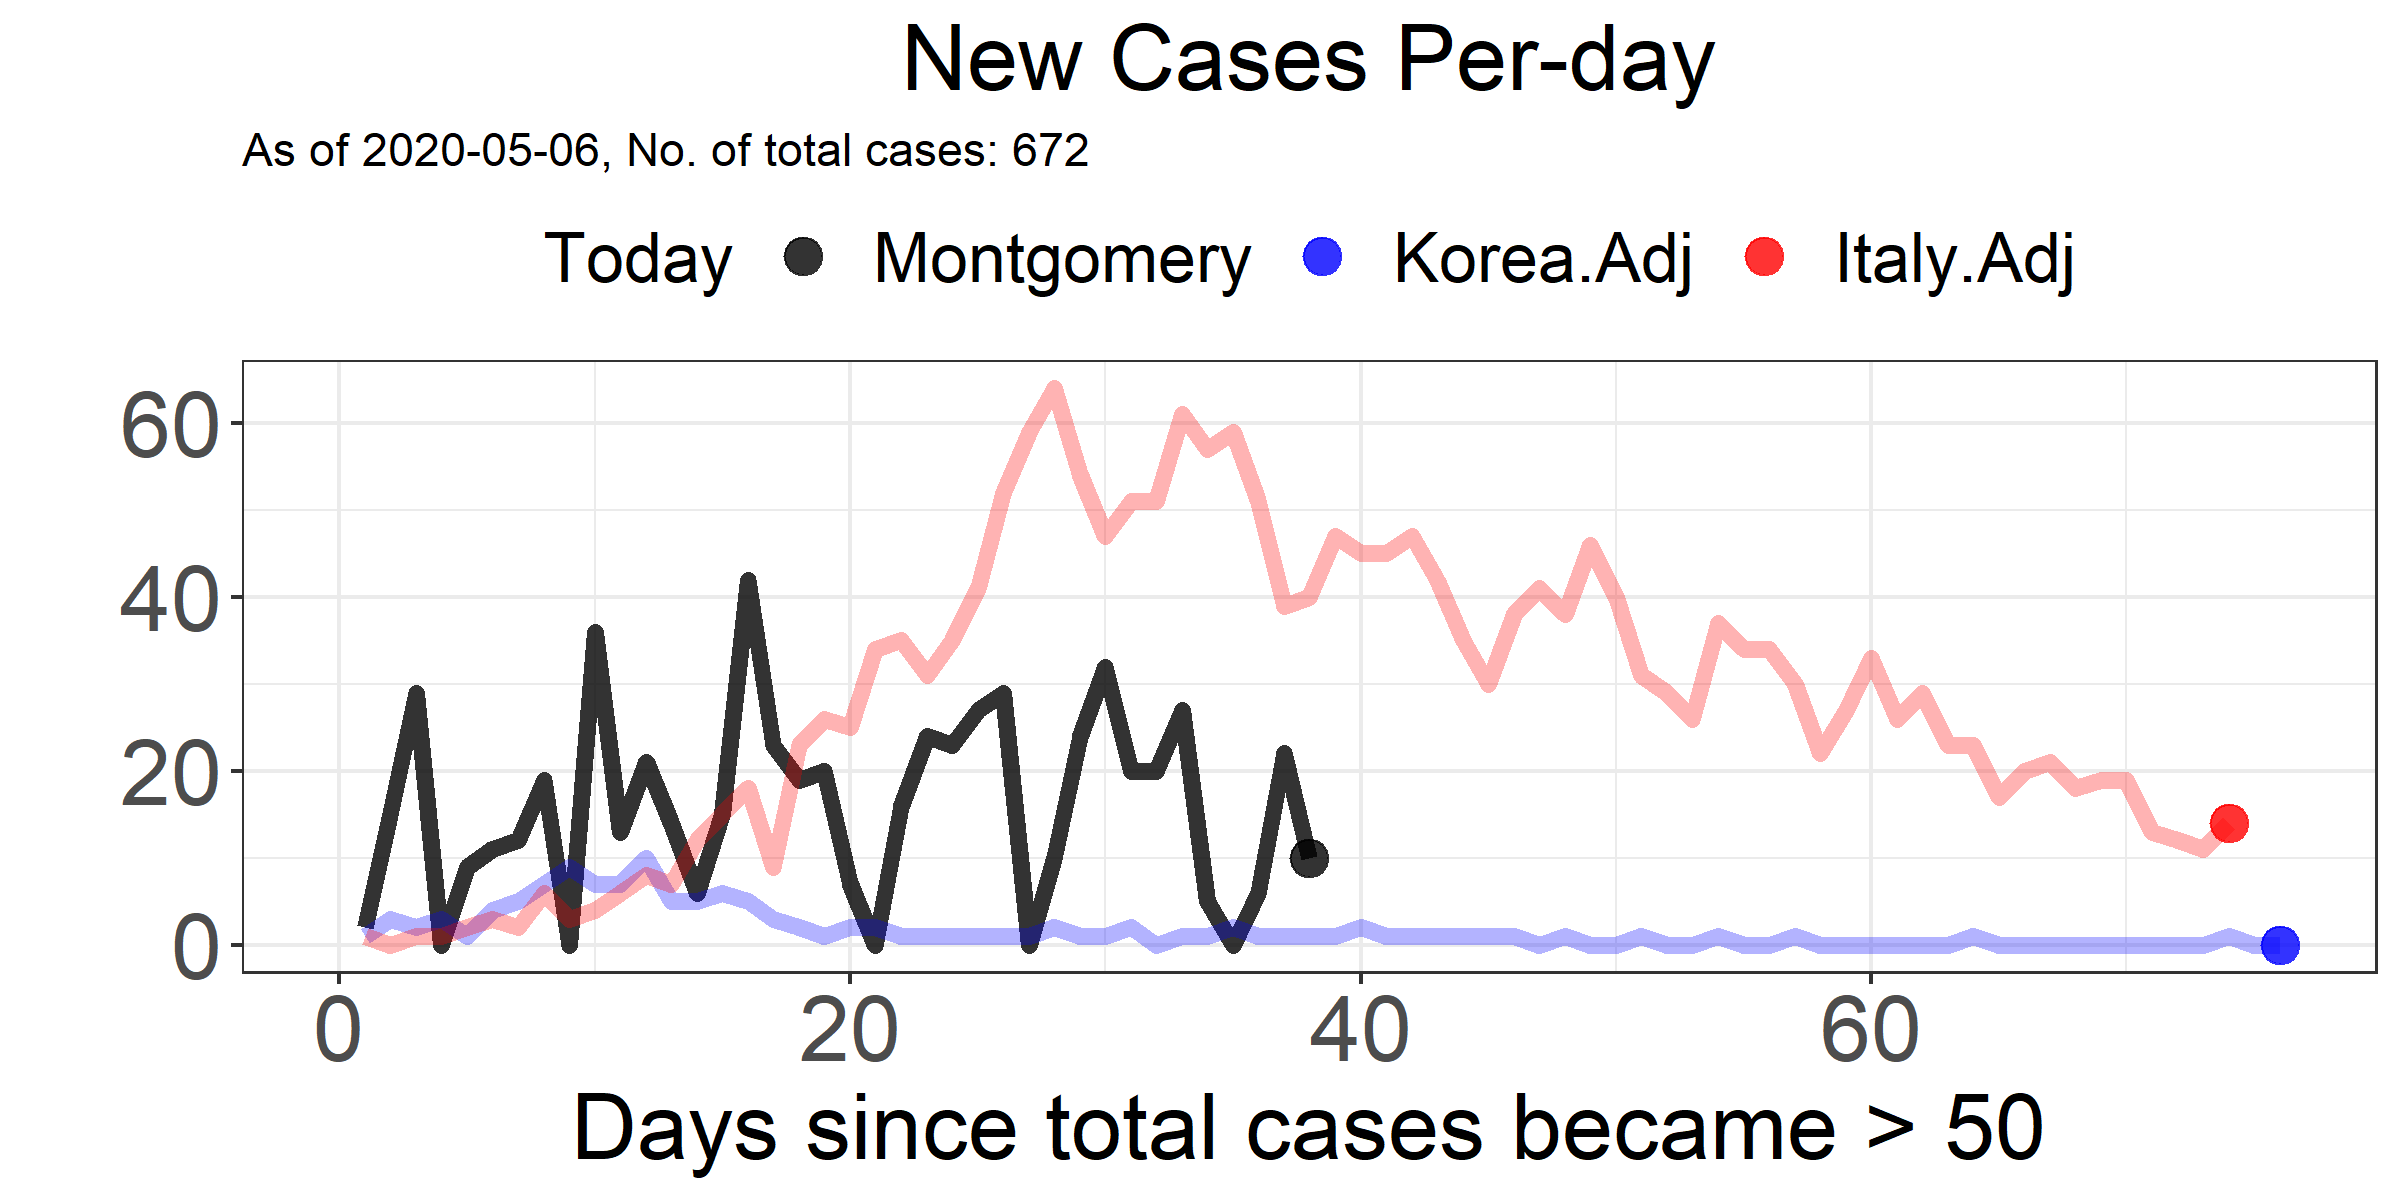 New Cases Per-day
As of 2020-05-06, No. of total cases: 672
Today Montgomery Korea.Adj Italy.Adj
60
40
20
0
0 20 40 60
Days since total cases became > 50